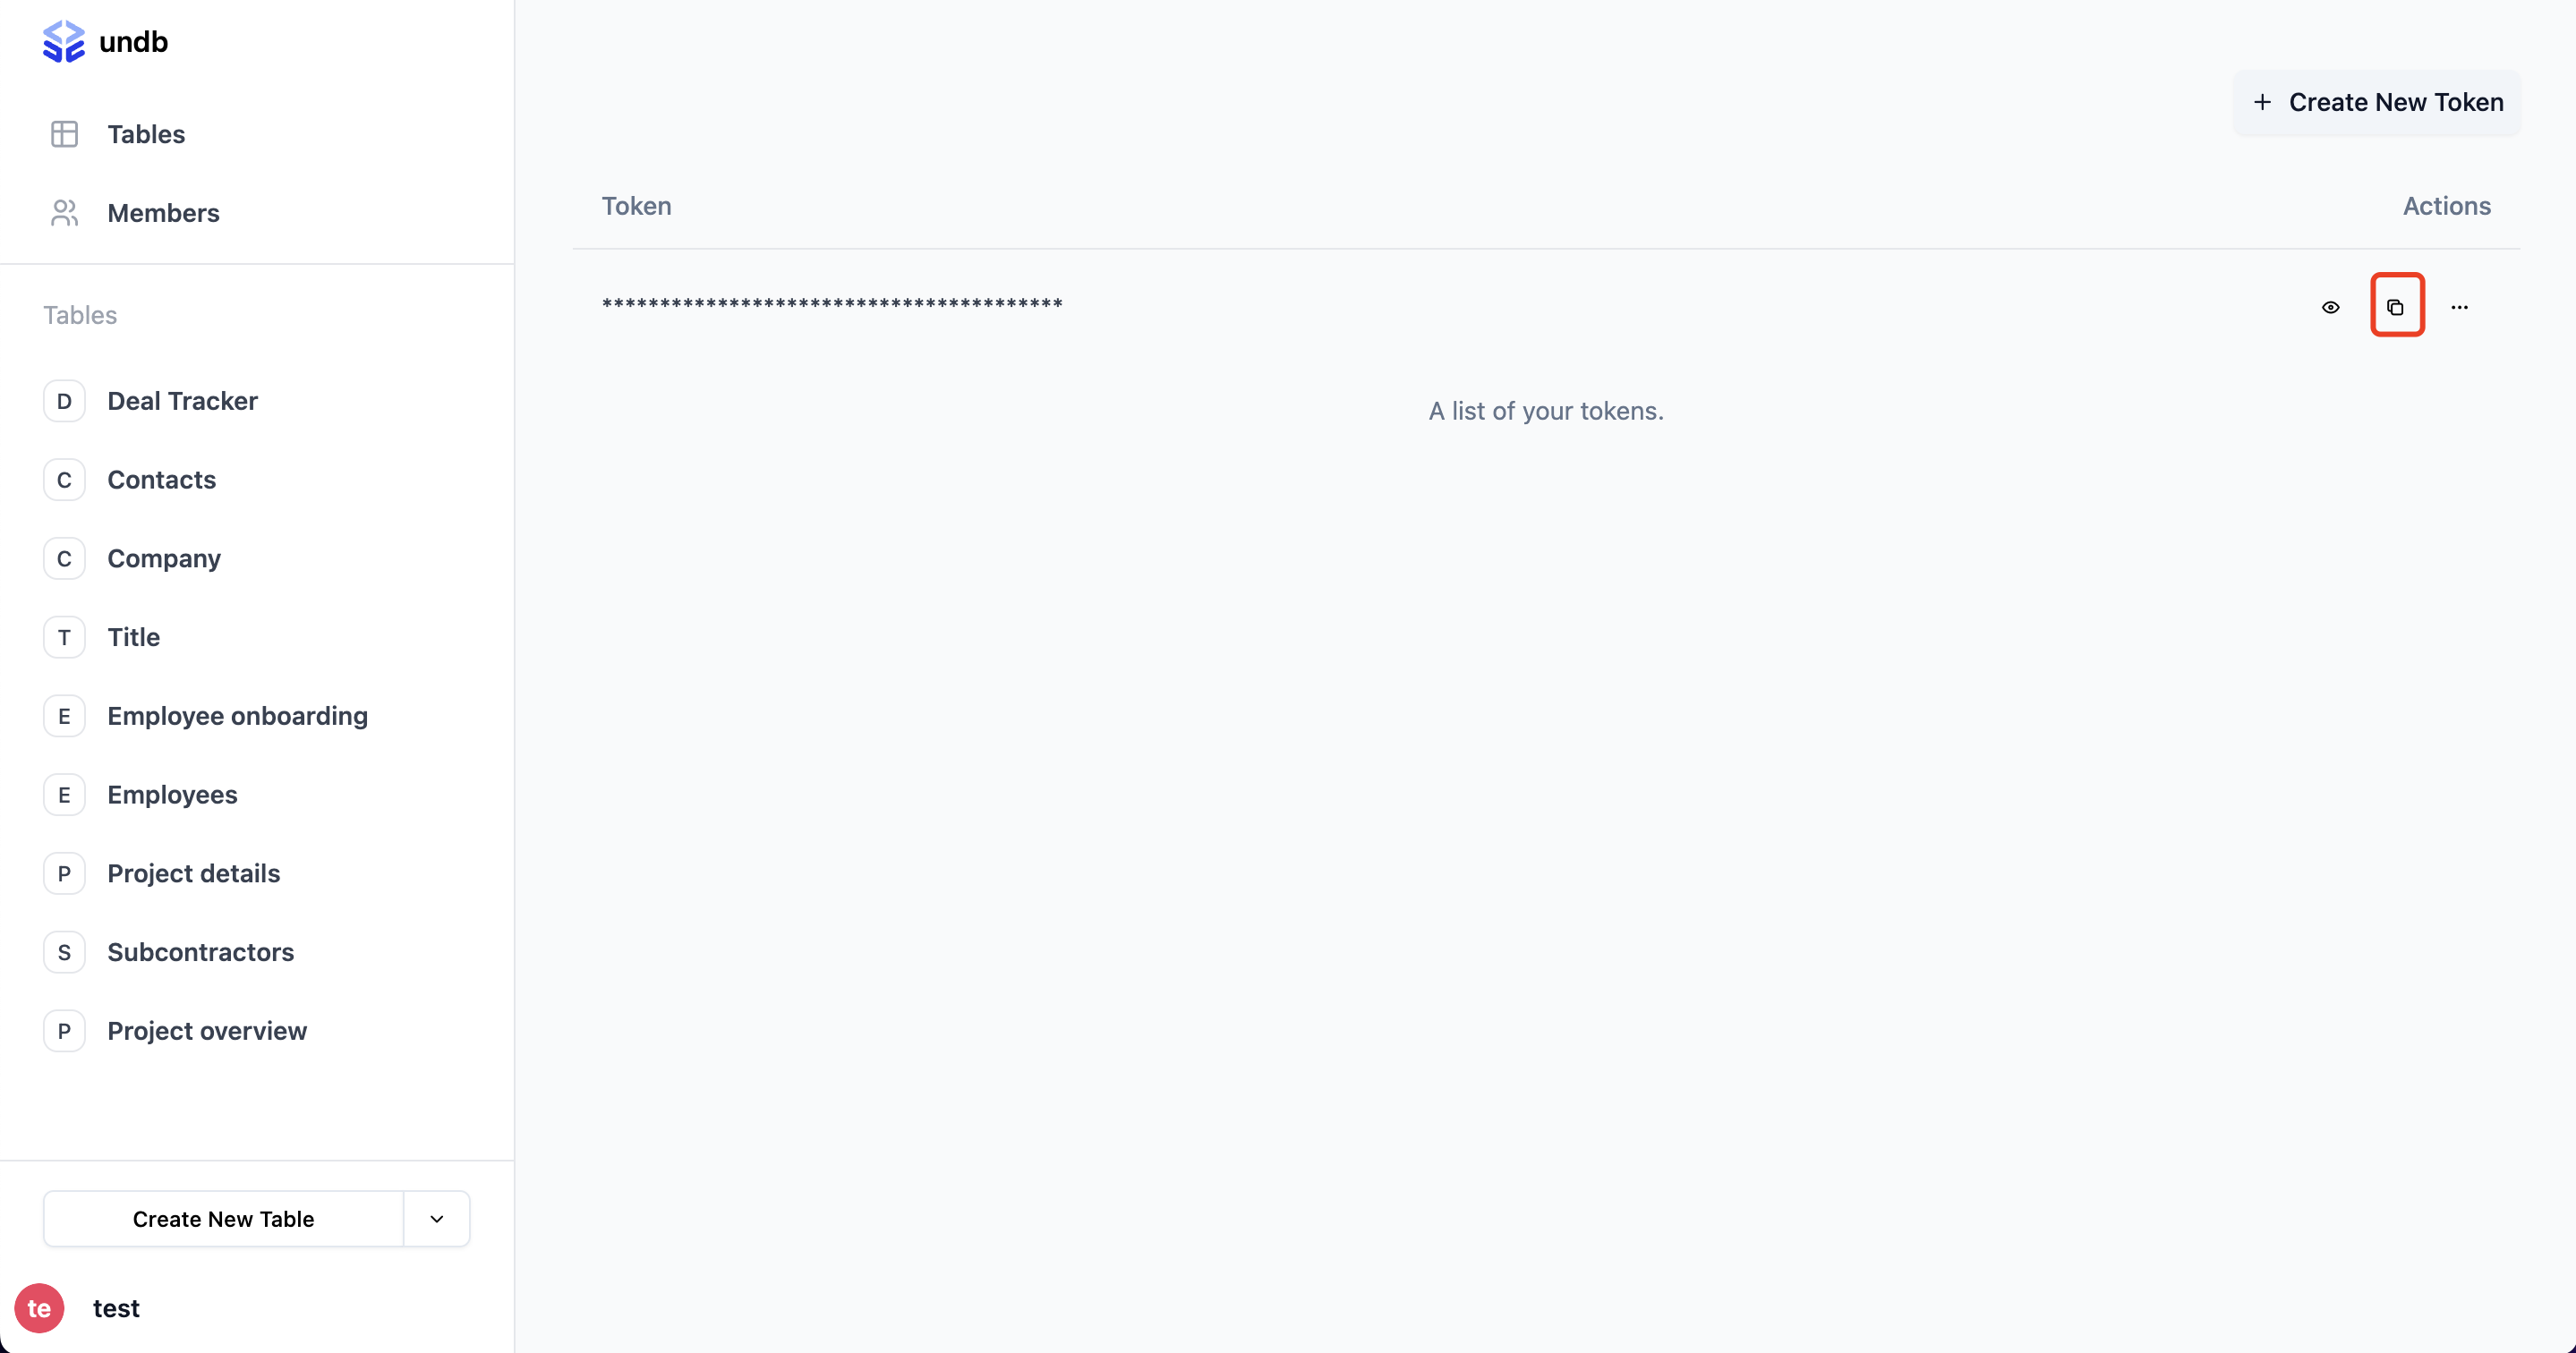 undb
Tables
Members
Tables
D Deal Tracker
C Contacts
C Company
T Title
E Employee onboarding
E Employees
P Project details
S Subcontractors
P Project overview
Create New Table
te test
+ Create New Token
Token Actions
****************************************
A list of your tokens.